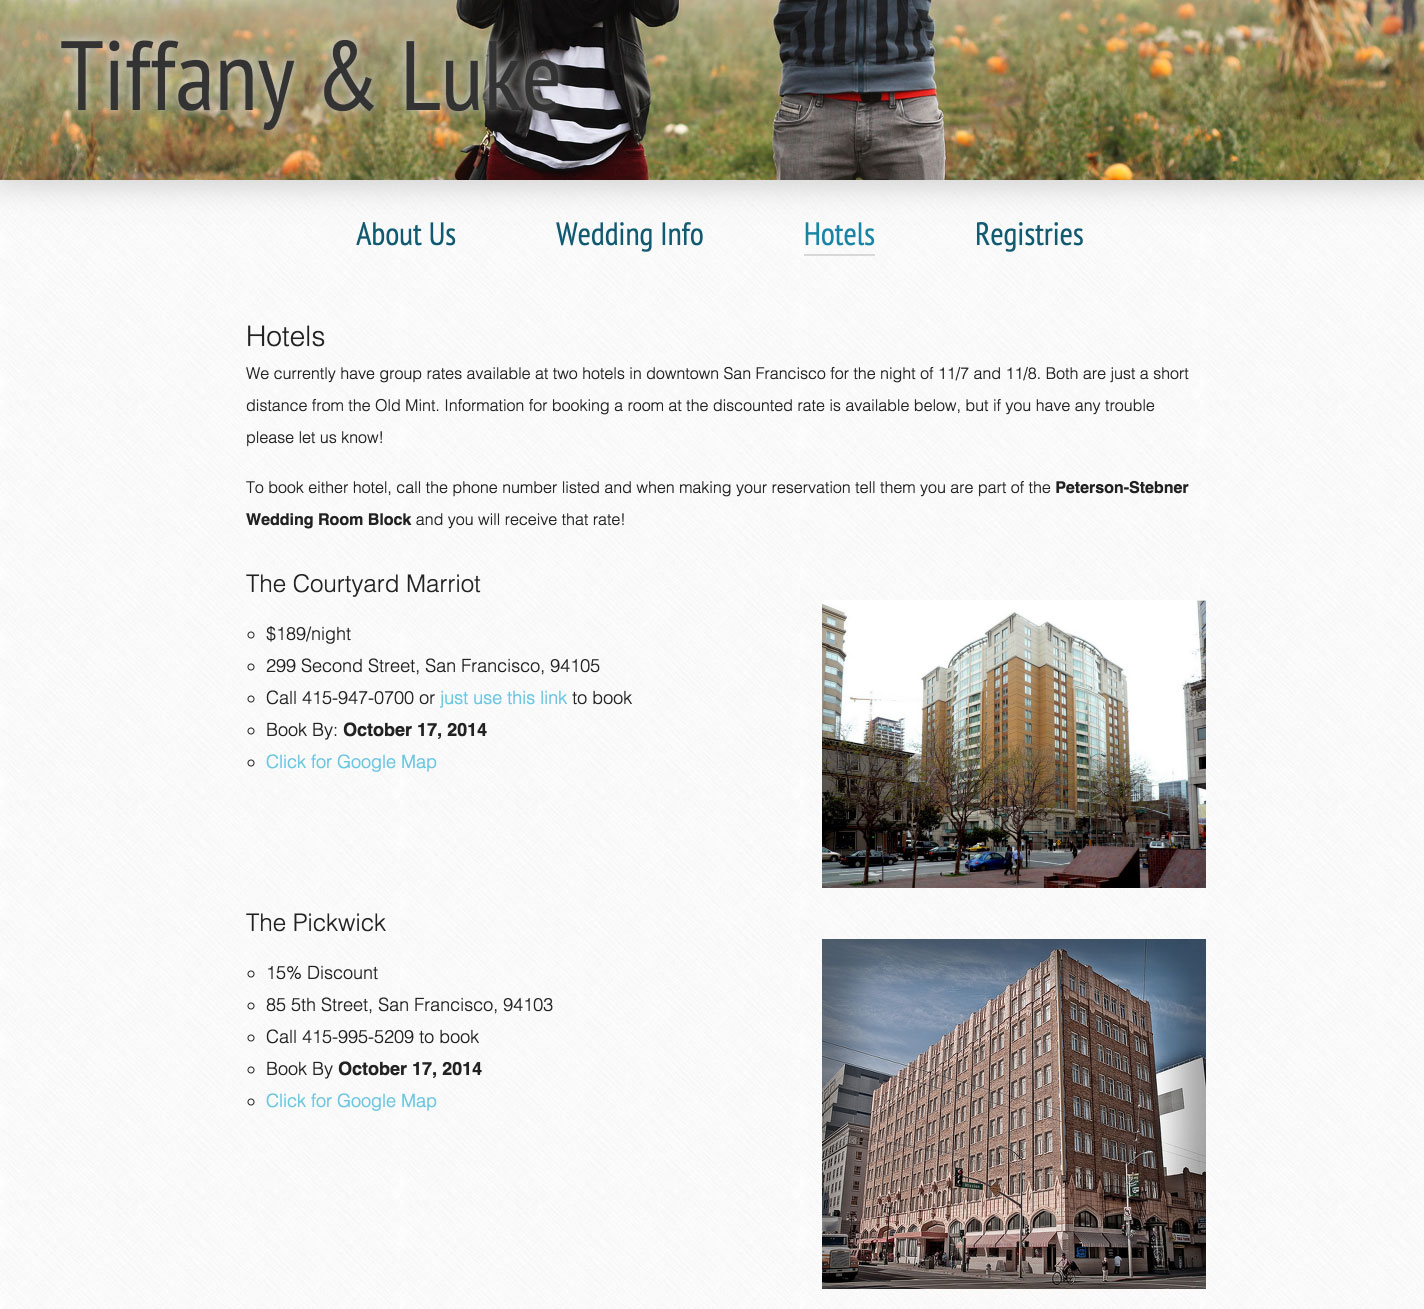 Tiffany & Luke
About Us Wedding Info Hotels Registries
Hotels
We currently have group rates available at two hotels in downtown San Francisco for the night of 11/7 and 11/8. Both are just a short
distance from the Old Mint. Information for booking a room at the discounted rate is available below, but if you have any trouble
please let us know!
To book either hotel, call the phone number listed and when making your reservation tell them you are part of the Peterson-Stebner
Wedding Room Block and you will receive that rate!
The Courtyard Marriot
$189/night
299 Second Street, San Francisco, 94105
Call 415-947-0700 or just use this link to book
Book By: October 17, 2014
Click for Google Map
The Pickwick
15% Discount
85 5th Street, San Francisco, 94103
Call 415-995-5209 to book
Book By October 17, 2014
Click for Google Map